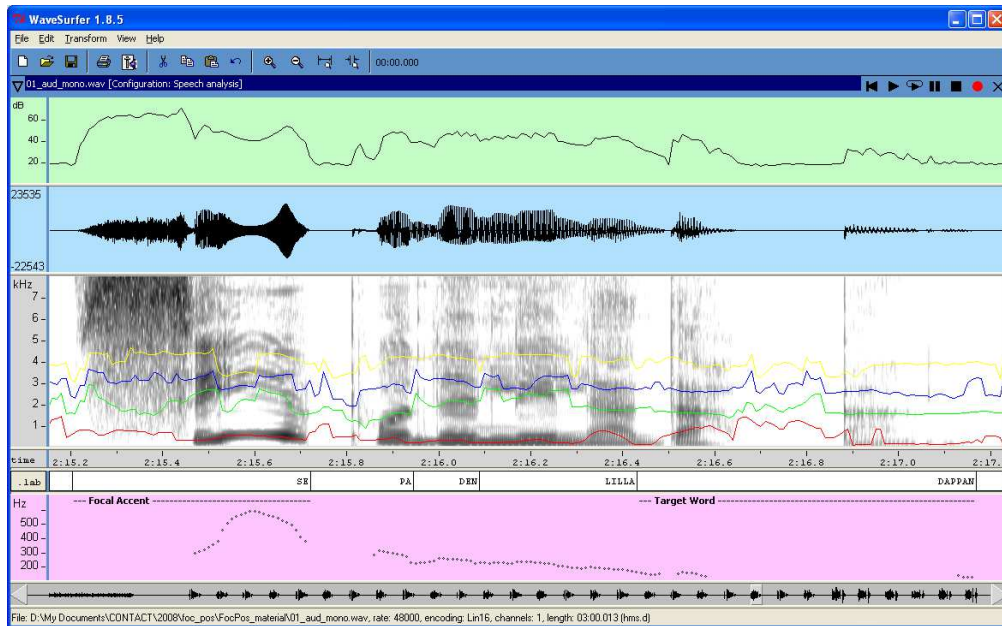 WaveSurfer 1.8.5
File Edit Transform View Help
00:00.000
01_aud_mono.wav [Configuration: Speech analysis]
dB
60
40
20
23535
-22543
kHz
7
6
5
4
3
2
1
time 2:15.2 2:15.4 2:15.6 2:15.8 2:16.0 2:16.2 2:16.4 2:16.6 2:16.8 2:17.0 2:17.
.lab SE PA DEN LILLA DAPPAN
Hz
--- Focal Accent --- --- Target Word ---
500
400
300
200
File: D:\My Documents\CONTACT\2008\foc_pos\FocPos_material\01_aud_mono.wav, rate: 48000, encoding: Lin16, channels: 1, length: 03:00.013 (hms.d)